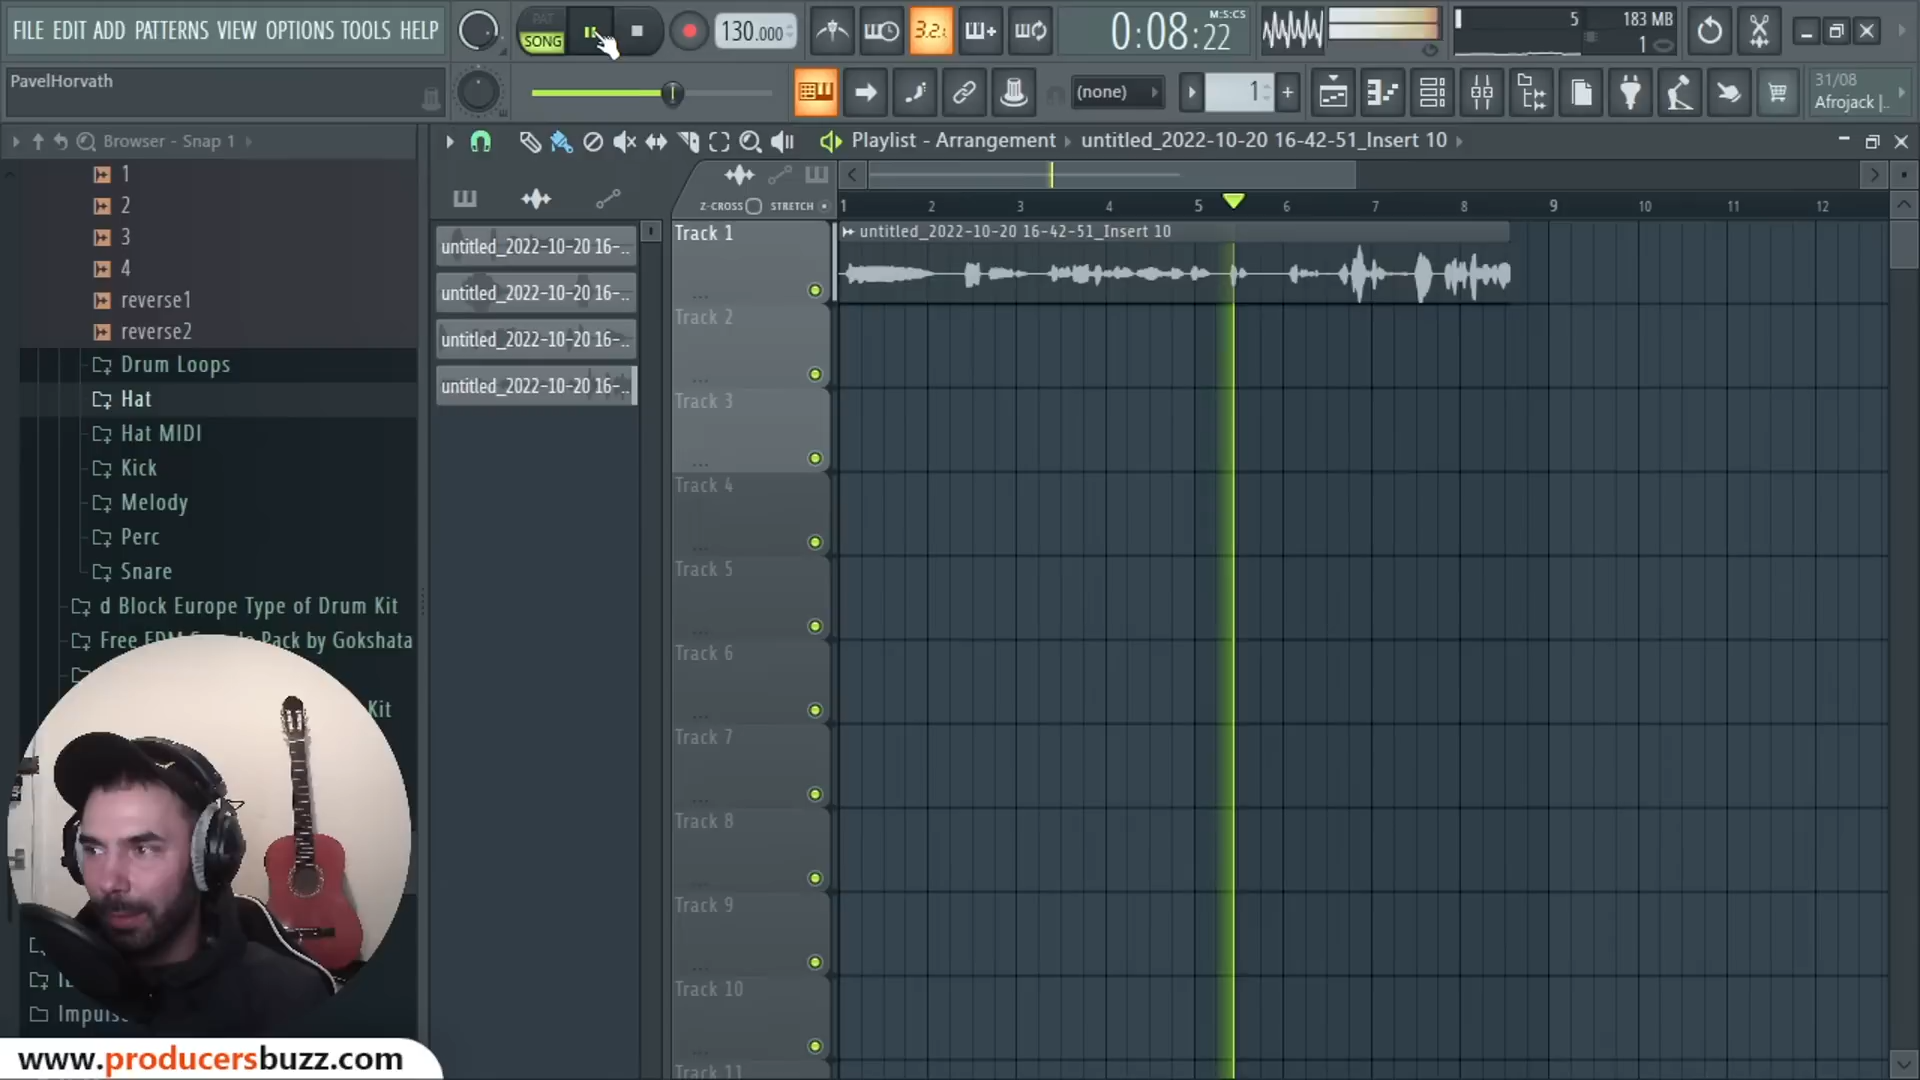 FILE EDIT ADD PATTERNS VIEW OPTIONS TOOLS HELP
PAT
SONG
130.000
3.2.
0:08:22
M:S:CS
5
183 MB
1
PavelHorvath
(none)
1
31/08
Afrojack |..
Browser - Snap 1
Playlist - Arrangement
untitled_2022-10-20 16-42-51_Insert 10
Z-CROSS
STRETCH
1 2 3 4 5 6 7 8 9 10 11 12
1
2
3
4
reverse1
reverse2
Drum Loops
Hat
Hat MIDI
Kick
Melody
Perc
Snare
d Block Europe Type of Drum Kit
Pack by Gokshata
Kit
untitled_2022-10-20 16-..
untitled_2022-10-20 16-..
untitled_2022-10-20 16-..
untitled_2022-10-20 16-..
untitled_2022-10-20 16-42-51_Insert 10
Track 1
Track 2
Track 3
Track 4
Track 5
Track 6
Track 7
Track 8
Track 9
Track 10
Track 11
www.producersbuzz.com